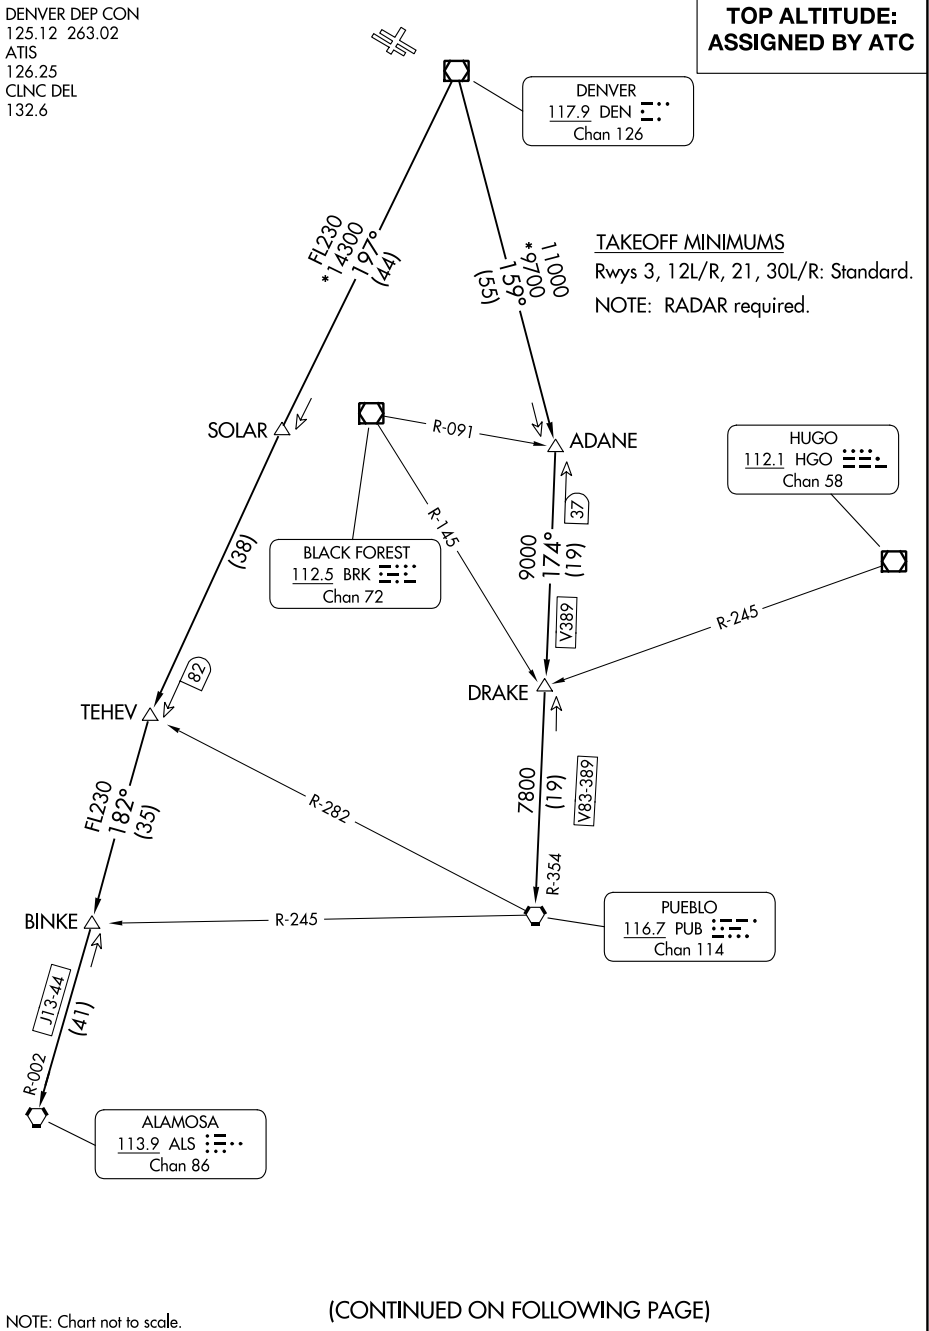 DENVER DEP CON
125.12 263.02
ATIS
126.25
CLNC DEL
132.6
TOP ALTITUDE:
ASSIGNED BY ATC
DENVER
117.9 DEN
Chan 126
FL230
*14300
197°
(44)
11000
*9700
159°
(55)
TAKEOFF MINIMUMS
Rwys 3, 12L/R, 21, 30L/R: Standard.
NOTE: RADAR required.
SOLAR
R-091
ADANE
HUGO
112.1 HGO
Chan 58
(38)
R-145
37
9000
174°
(19)
BLACK FOREST
112.5 BRK
Chan 72
V389
R-245
82
DRAKE
TEHEV
FL230
182°
(35)
R-282
7800
(19)
V83-389
R-354
BINKE
R-245
PUEBLO
116.7 PUB
Chan 114
J13-44
(41)
R-002
ALAMOSA
113.9 ALS
Chan 86
(CONTINUED ON FOLLOWING PAGE)
NOTE: Chart not to scale.